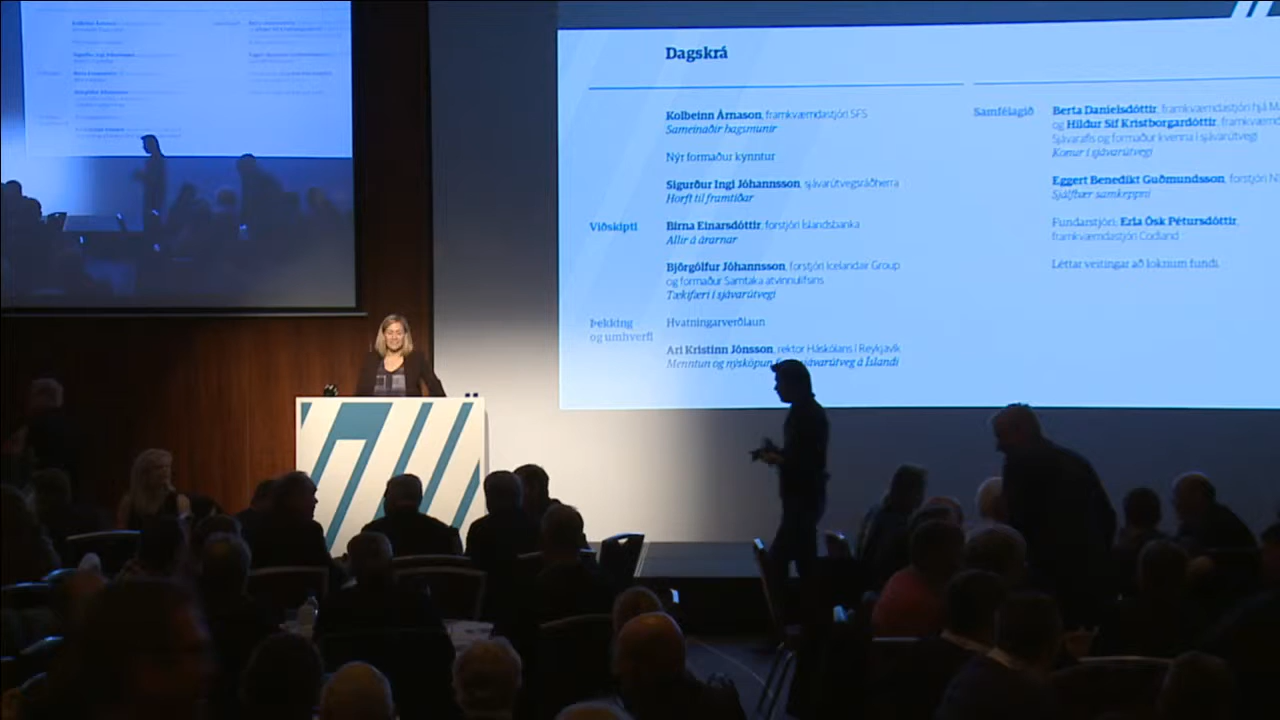 Dagskrá
Kolbeinn Árnason, framkvæmdastjóri SFS
Sameinaðir hagsmunir
Nýr formaður kynntur
Sigurður Ingi Jóhannsson, sjávarútvegsráðherra
Horft til framtíðar
Viðskipti
Birna Einarsdóttir, forstjóri Íslandsbanka
Allir á árarnar
Björgólfur Jóhannsson, forstjóri Icelandair Group
og formaður Samtaka atvinnulífsins
Tækifæri í sjávarútvegi
Þekking
og umhverfi
Hvatningarverðlaun
Ari Kristinn Jónsson, rektor Háskólans í Reykjavík
Menntun og nýsköpun sjávarútveg á Íslandi
Samfélagið
Berta Daníelsdóttir, framkvæmdastjóri hjá
og Hildur Sif Kristborgardóttir,
Sjávarafls og formaður kvenna í sjávarútvegi
Konur í sjávarútvegi
Eggert Benedikt Guðmundsson, forstjóri
Sjálfbær samkeppni
Fundarstjóri: Erla Ósk Pétursdóttir,
framkvæmdastjóri Codland
Léttar veitingar að loknum fundi.